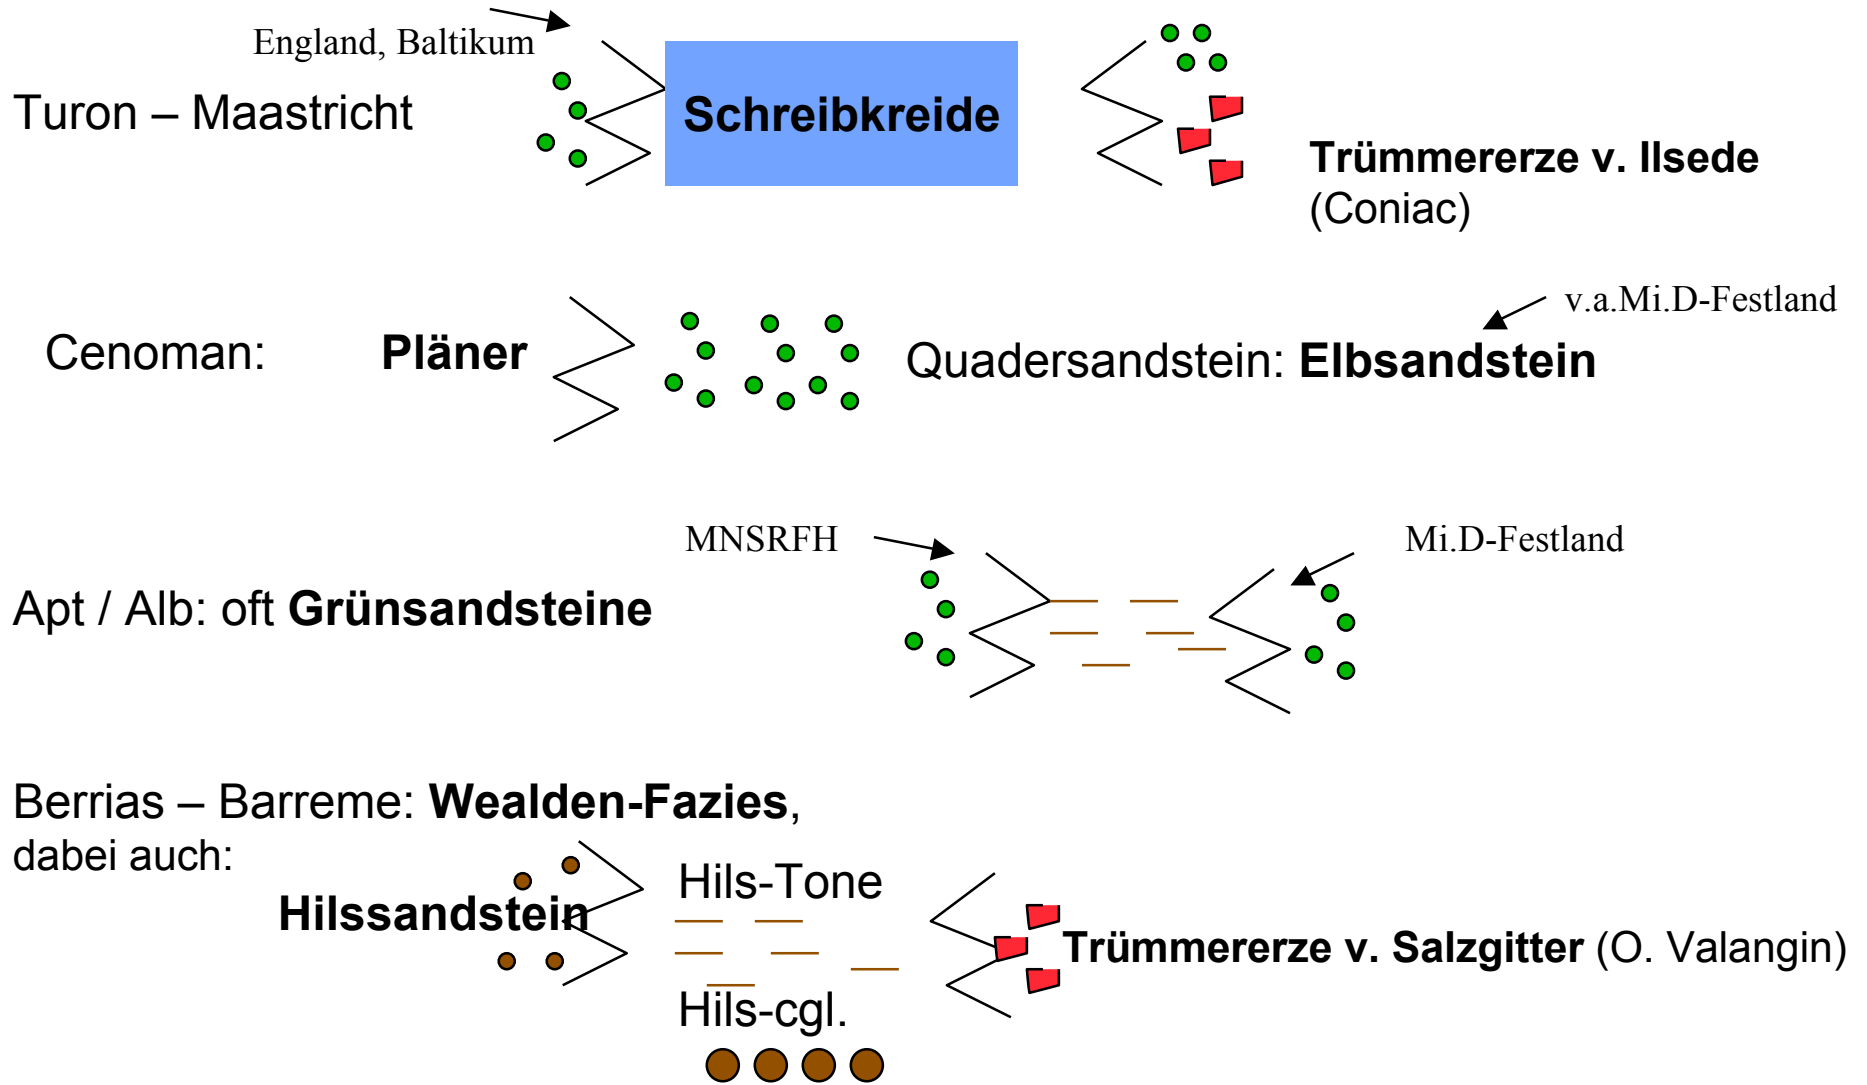 England, Baltikum
Turon – Maastricht
Schreibkreide
Trümmererze v. Ilsede
(Coniac)
v.a.Mi.D-Festland
Cenoman: Pläner
Quadersandstein: Elbsandstein
MNSRFH
Mi.D-Festland
Apt / Alb: oft Grünsandsteine
Berrias – Barreme: Wealden-Fazies,
dabei auch:
Hilssandstein
Hils-Tone
Trümmererze v. Salzgitter (O. Valangin)
Hils-cgl.